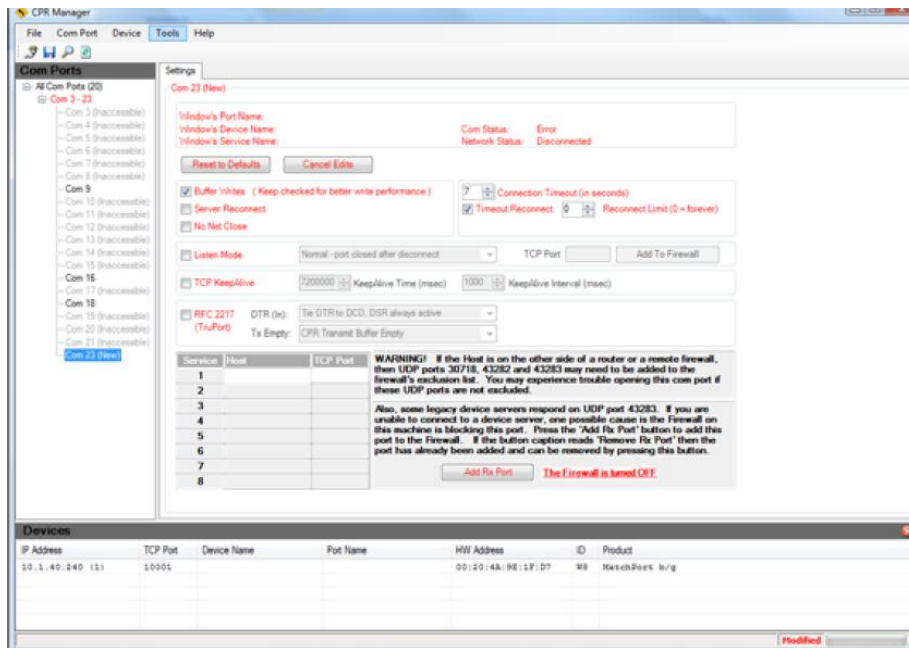 CPR Manager
File Com Port Device Tools Help
Com Ports
All Com Ports (20)
Com 3 - 23
Com 3 (Inaccessible)
Com 4 (Inaccessible)
Com 5 (Inaccessible)
Com 6 (Inaccessible)
Com 7 (Inaccessible)
Com 8 (Inaccessible)
Com 9
Com 10 (Inaccessible)
Com 11 (Inaccessible)
Com 12 (Inaccessible)
Com 13 (Inaccessible)
Com 14 (Inaccessible)
Com 15 (Inaccessible)
Com 16
Com 17 (Inaccessible)
Com 18
Com 19 (Inaccessible)
Com 20 (Inaccessible)
Com 21 (Inaccessible)
Com 23 (New)
Settings
Com 23 (New)
Window's Port Name:
Window's Device Name: Com Status: Error
Window's Service Name: Network Status: Disconnected
Reset to Defaults Cancel Edits
Buffer Writes ( Keep checked for better write performance ) 7 Connection Timeout (in seconds)
Server Reconnect Timeout Reconnect 0 Reconnect Limit (0 = forever)
No Net Close
Listen Mode Normal - port closed after disconnect TCP Port Add To Firewall
TCP KeepAlive 7200000 KeepAlive Time (msec) 1000 KeepAlive Interval (msec)
RFC 2217 DTR (In): Tie DTR to DCD, DSR always active
(TruPort) Tx Empty: CPR Transmit Buffer Empty
Service Host TCP Port
1
2
3
4
5
6
7
8
WARNING! If the Host is on the other side of a router or a remote firewall,
then UDP ports 30718, 43282 and 43283 may need to be added to the
firewall's exclusion list. You may experience trouble opening this com port if
these UDP ports are not excluded.
Also, some legacy device servers respond on UDP port 43283. If you are
unable to connect to a device server, one possible cause is the Firewall on
this machine is blocking this port. Press the 'Add Rx Port' button to add this
port to the Firewall. If the button caption reads 'Remove Rx Port' then the
port has already been added and can be removed by pressing this button.
Add Rx Port The Firewall is turned OFF
Devices
IP Address TCP Port Device Name Port Name HW Address ID Product
10.1.40.240 (1) 10001 00:20:4A:9E:1F:D7 W8 MatchPort b/g
Modified